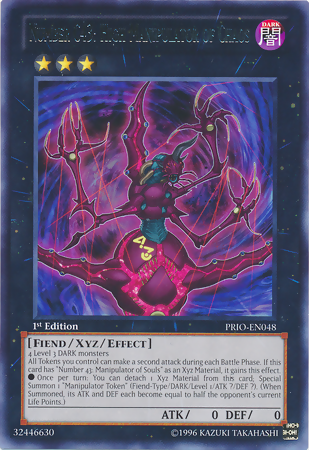 NUMBER C43: HIGH MANIPULATOR OF CHAOS
DARK
闇
43
1st Edition
PRIO-EN048
[FIEND/XYZ/EFFECT]
4 Level 3 DARK monsters
All Tokens you control can make a second attack during each Battle Phase. If this
card has "Number 43: Manipulator of Souls" as an Xyz Material, it gains this effect.
● Once per turn: You can detach 1 Xyz Material from this card; Special
Summon 1 "Manipulator Token" (Fiend-Type/DARK/Level 1/ATK ?/DEF ?). (When
Summoned, its ATK and DEF each become equal to half the opponent's current
Life Points.)
ATK/ 0 DEF/ 0
32446630
©1996 KAZUKI TAKAHASHI